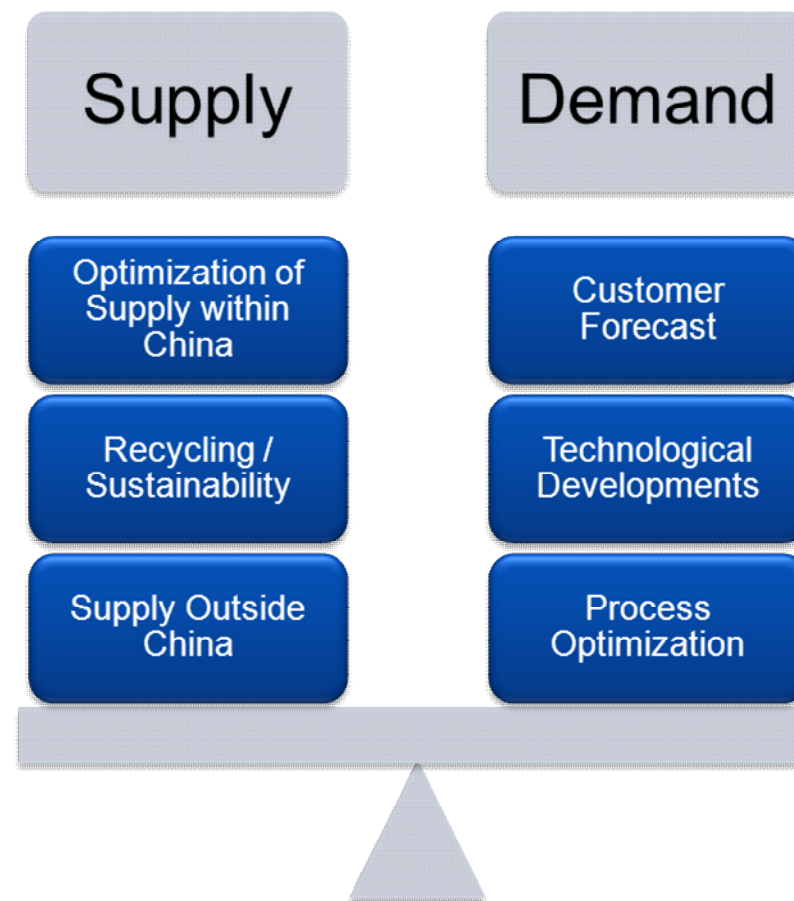 Supply
Demand
Optimization of
Supply within
China
Customer
Forecast
Recycling /
Sustainability
Technological
Developments
Supply Outside
China
Process
Optimization